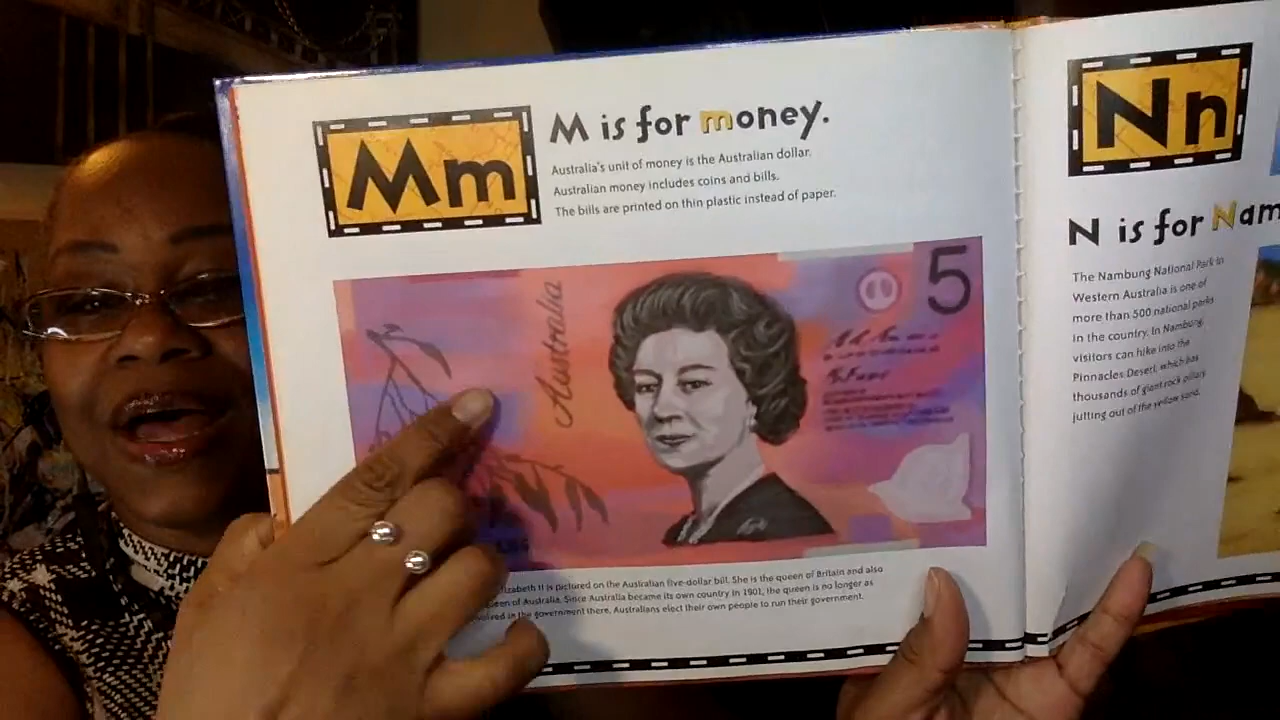 Mm
M is for money.
Australia's unit of money is the Australian dollar.
Australian money includes coins and bills.
The bills are printed on thin plastic instead of paper.
Australia
5
II is pictured on the Australian five-dollar bill. She is the queen of Britain and also
of Australia. Since Australia became its own country in 1901, the queen is no longer as
in the government there. Australians elect their own people to run their government.
Nn
N is for Nam
The Nambung National Park in
Western Australia is one of
more than 500 national parks
in the country. In Nambung,
visitors can hike into the
Pinnacles Desert, which has
thousands of giant rock pillars
jutting out of the yellow sand.